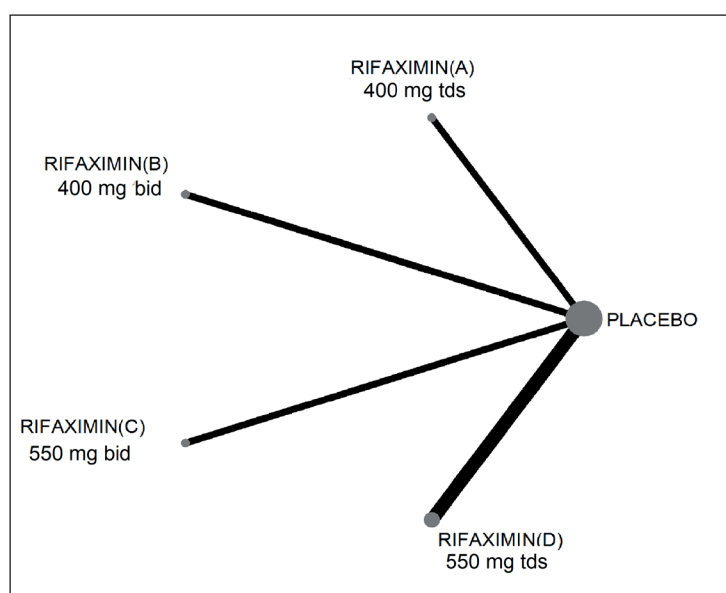 RIFAXIMIN(A)
400 mg tds
RIFAXIMIN(B)
400 mg bid
PLACEBO
RIFAXIMIN(C)
550 mg bid
RIFAXIMIN(D)
550 mg tds